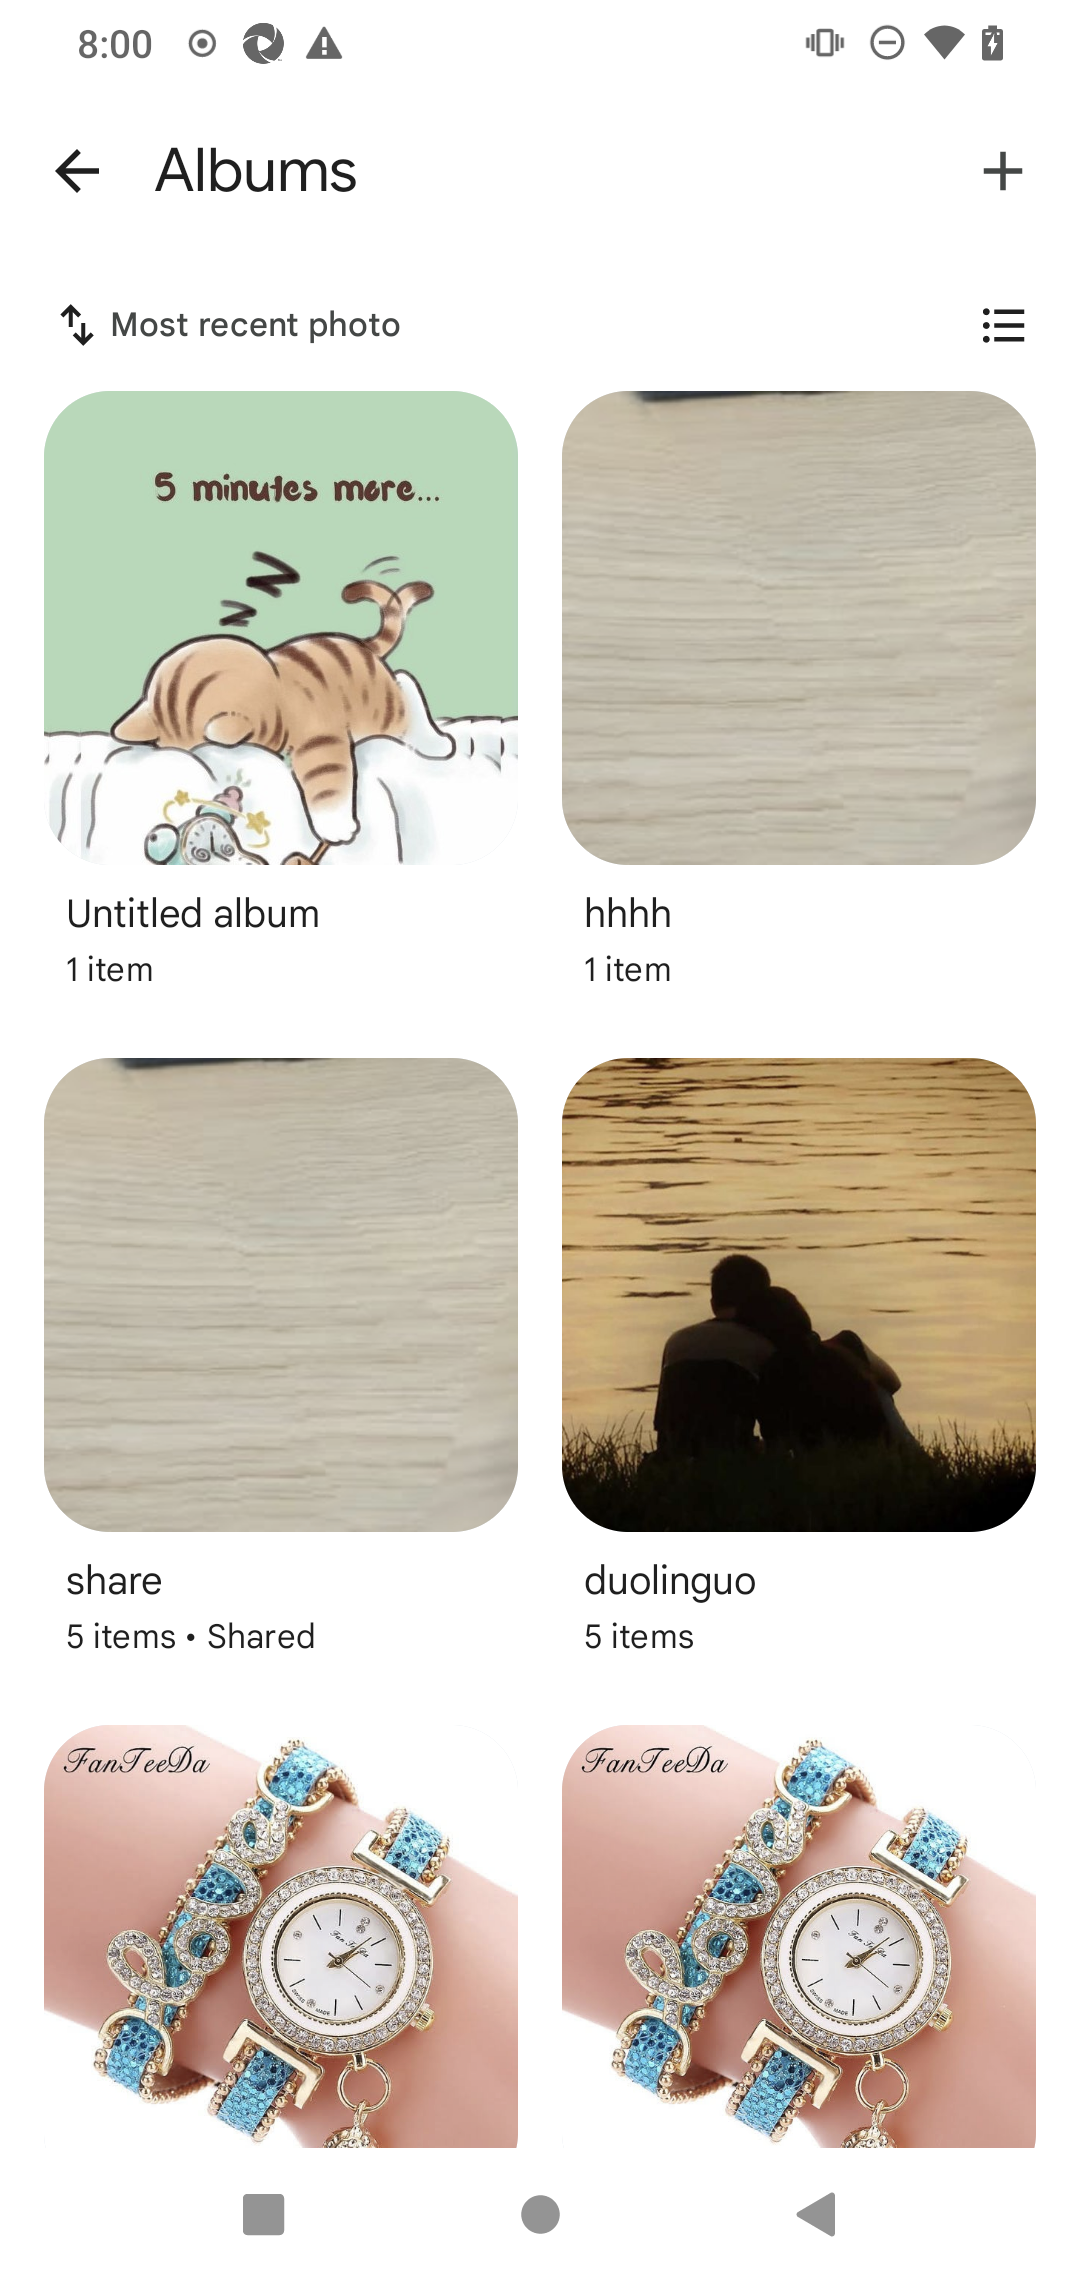 8:00
Albums
Most recent photo
5 minutes more...
Z
Z
Untitled album
1 item
hhhh
1 item
share
5 items • Shared
duolinguo
5 items
FanTeeDa
FanTeeDa